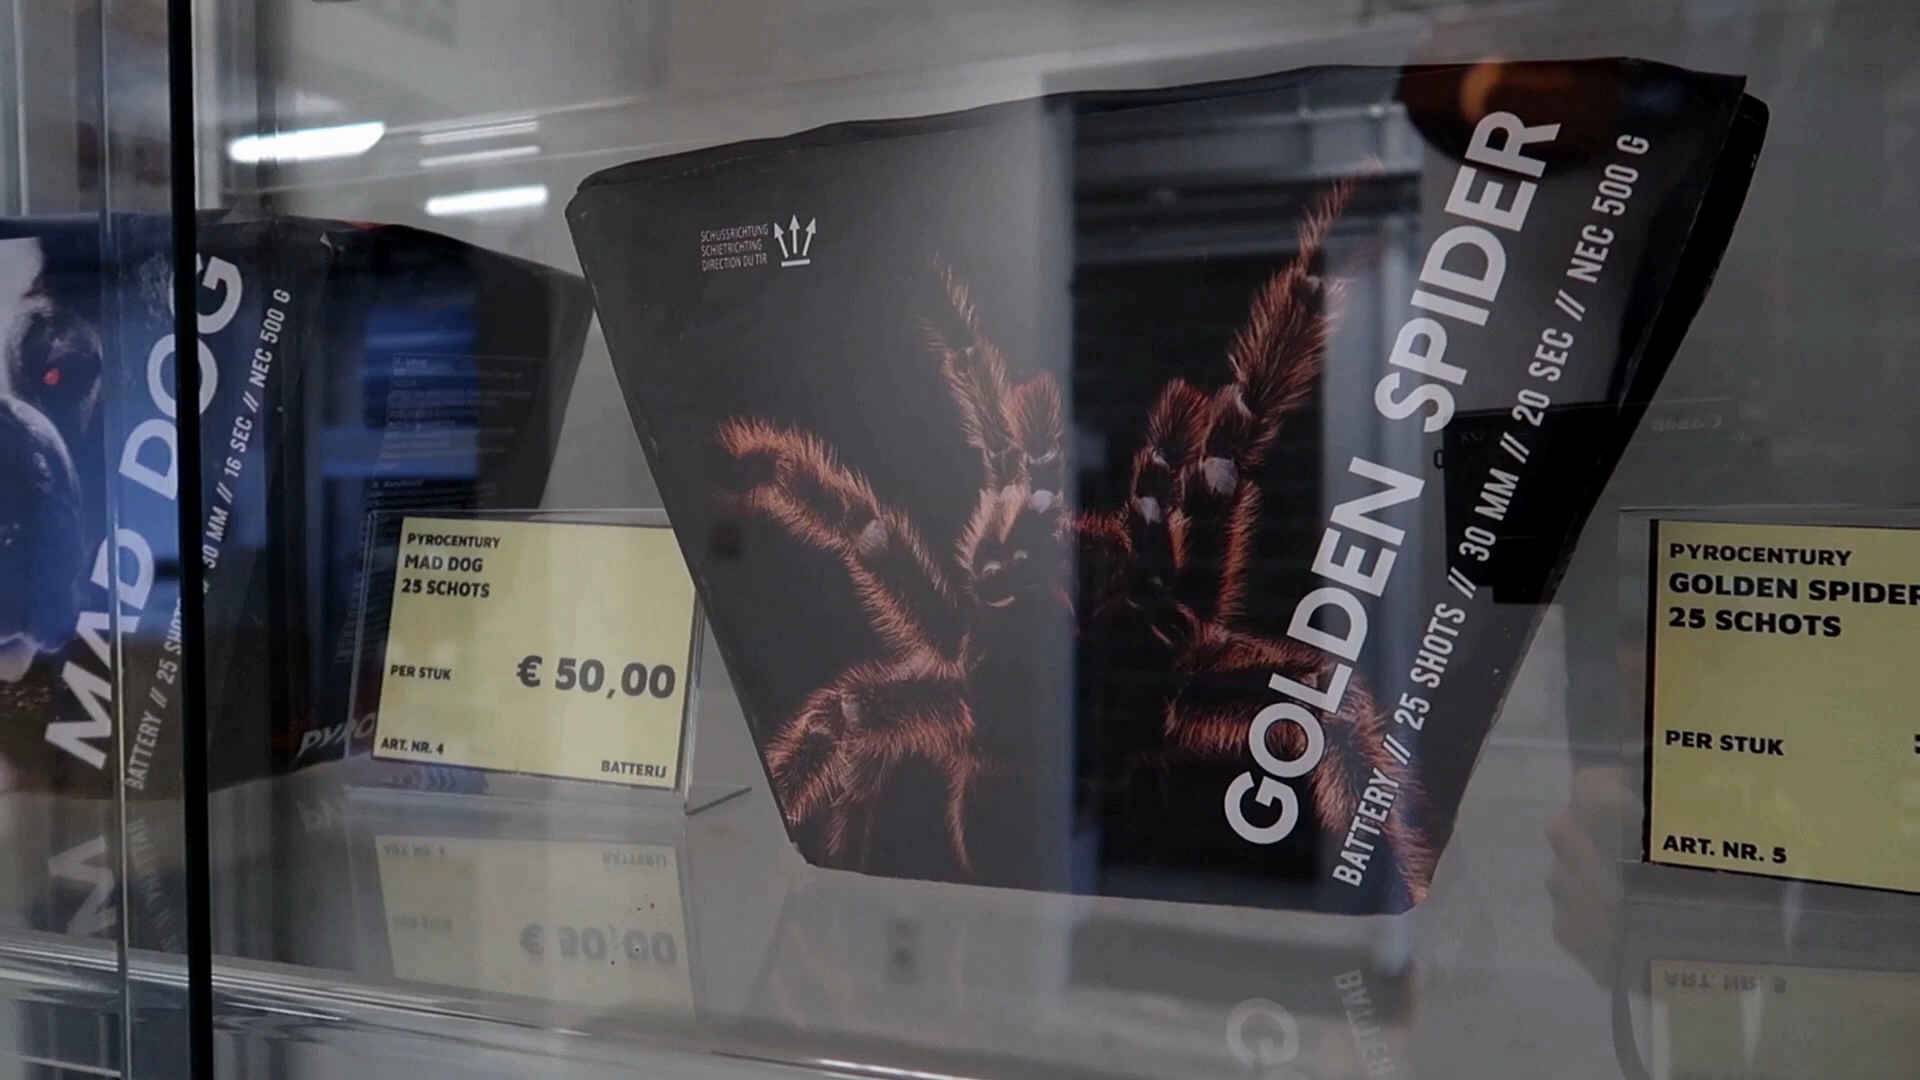 MAD DOG
BATTERY // 25 SHOTS // 30 MM // 16 SEC // NEC 500 G
PYRO
PYROCENTURY
MAD DOG
25 SCHOTS
PER STUK
€ 50,00
ART. NR. 4
BATTERIJ
SCHUSSRICHTUNG
SCHIETRICHTING
DIRECTION DU TIR
GOLDEN SPIDER
BATTERY // 25 SHOTS // 30 MM // 20 SEC // NEC 500 G
PYROCENTURY
GOLDEN SPIDER
25 SCHOTS
PER STUK
ART. NR. 5